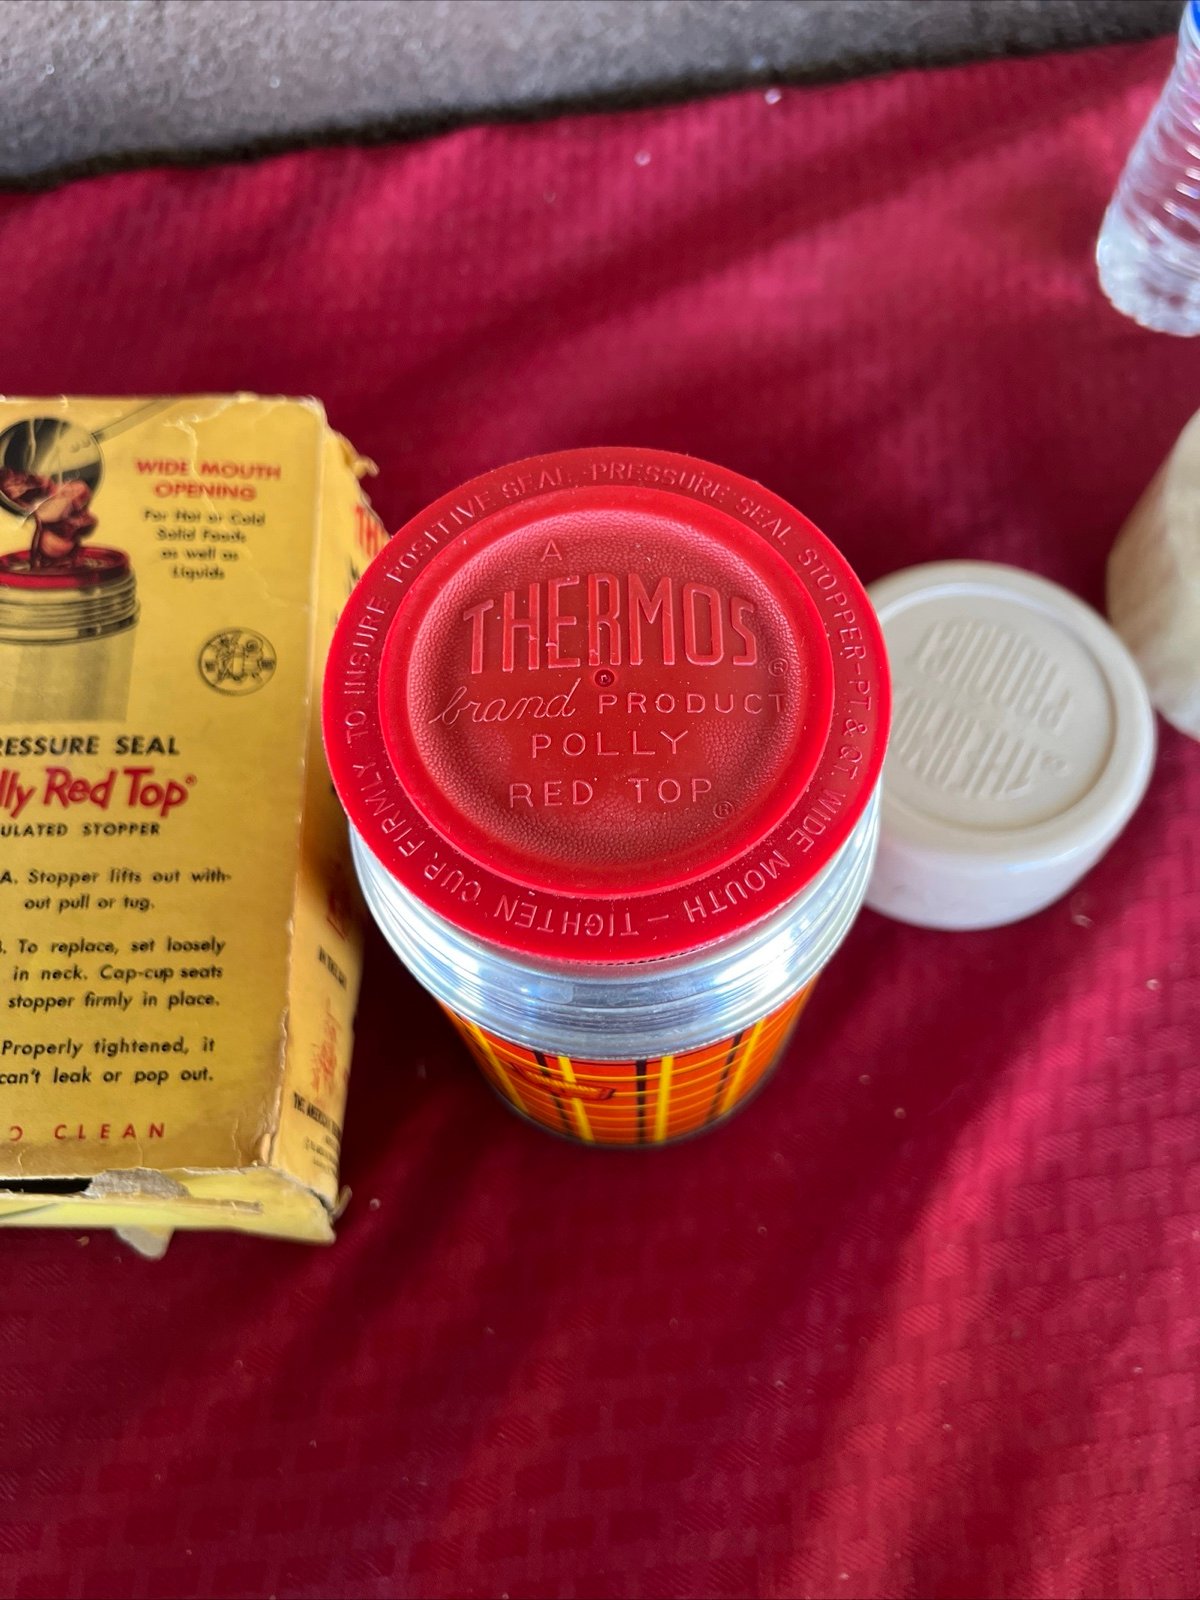 WIDE MOUTH
OPENING
For Hot or Cold
Solid Foods
as well as
Liquids
RESSURE SEAL
lly Red Top®
ULATED STOPPER
A. Stopper lifts out with-
out pull or tug.
. To replace, set loosely
in neck. Cap-cup seats
stopper firmly in place.
Properly tightened, it
can't leak or pop out.
O CLEAN
TH
A
THERMOS®
brand PRODUCT
POLLY
RED TOP®
POSITIVE SEAL - PRESSURE SEAL STOPPER-PT & QT. WIDE MOUTH - TIGHTEN CUP FIRMLY TO INSURE
THERMOS®
PRODUCT